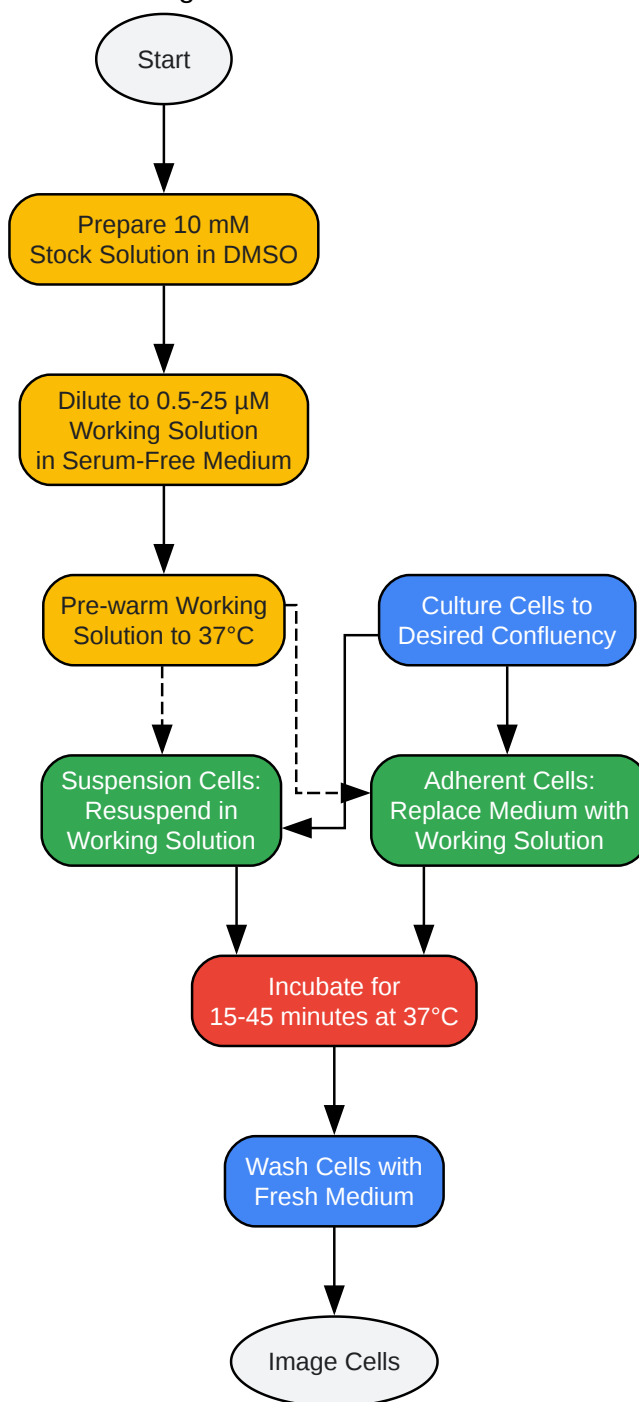 Start
Prepare 10 mM
Stock Solution in DMSO
Dilute to 0.5-25 µM
Working Solution
in Serum-Free Medium
Pre-warm Working
Solution to 37°C
Culture Cells to
Desired Confluency
Suspension Cells:
Resuspend in
Working Solution
Adherent Cells:
Replace Medium with
Working Solution
Incubate for
15-45 minutes at 37°C
Wash Cells with
Fresh Medium
Image Cells